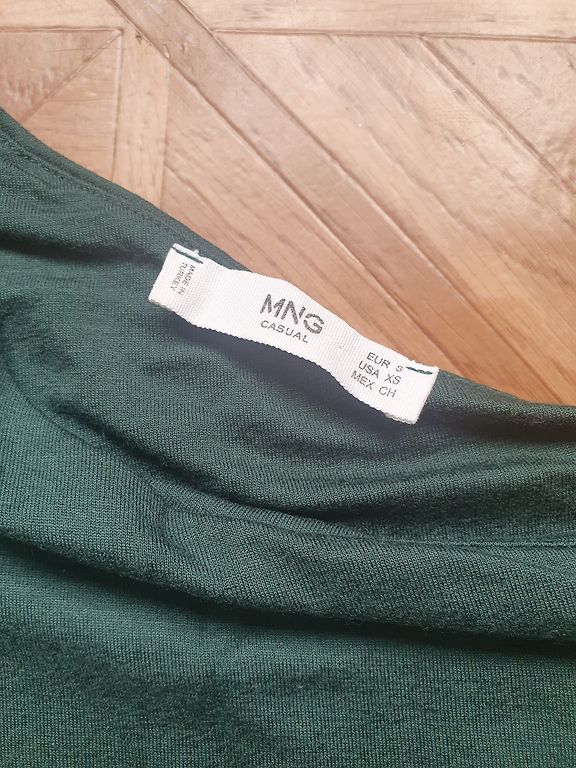 MADE IN
TURKEY
MNG
CASUAL
EUR S
USA XS
MEX CH